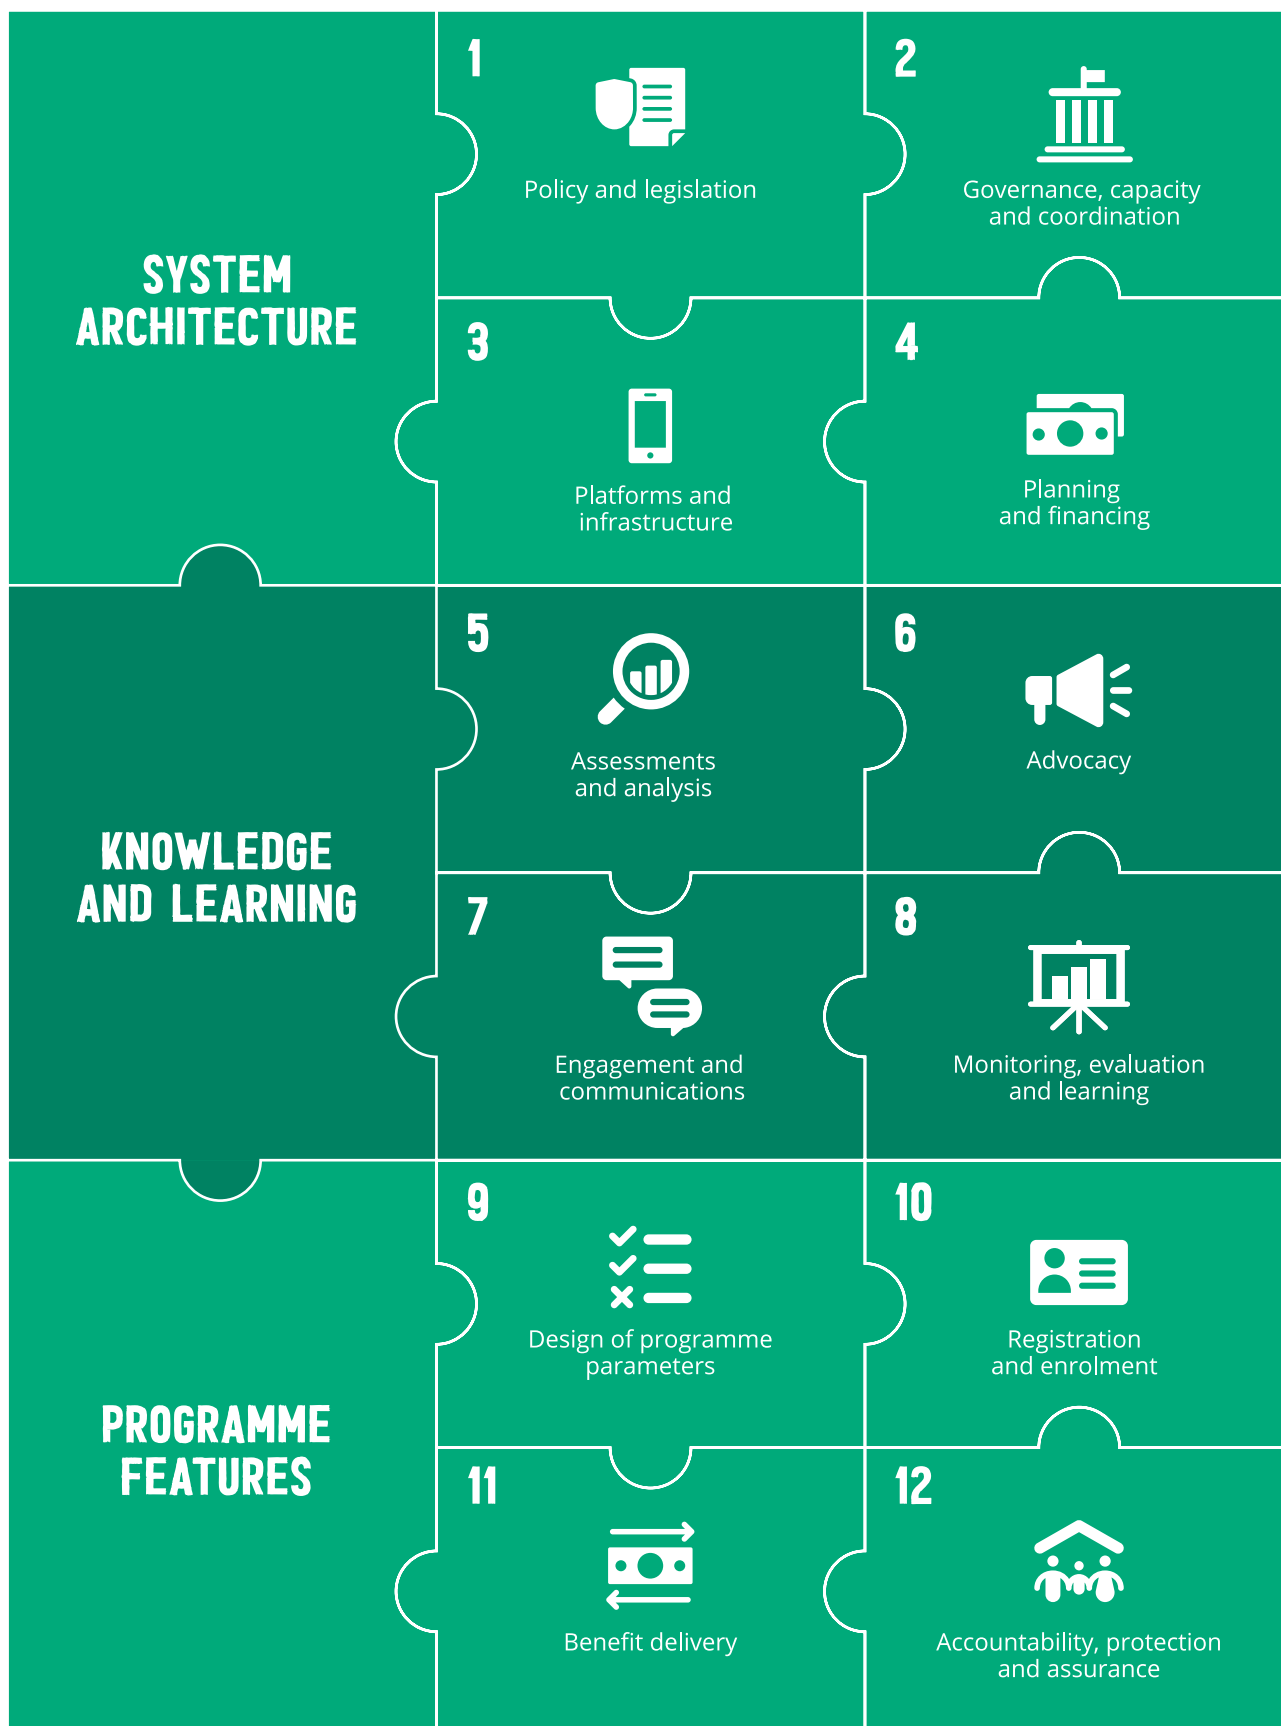 SYSTEM
ARCHITECTURE
1
Policy and legislation
2
Governance, capacity
and coordination
3
Platforms and
infrastructure
4
Planning
and financing
KNOWLEDGE
AND LEARNING
5
Assessments
and analysis
6
Advocacy
7
Engagement and
communications
8
Monitoring, evaluation
and learning
PROGRAMME
FEATURES
9
Design of programme
parameters
10
Registration
and enrolment
11
Benefit delivery
12
Accountability, protection
and assurance